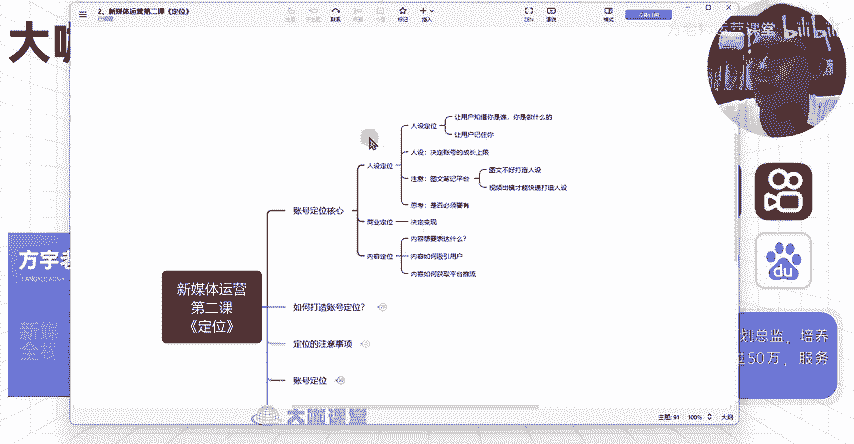 2、新媒体运营第二课《定位》
大咖
bilibili
人设定位
让用户知道你是谁，你是做什么的
让用户记住你
人设：决定账号的成长上限
人设定位
注意：图文笔记平台
图文不好打造人设
视频出镜才能快速打造人设
思考：是否必须要有
账号定位核心
商业定位
决定变现
内容定位
内容想要表达什么？
内容如何吸引用户
内容如何获取平台推流
新媒体运营
第二课
《定位》
如何打造账号定位？
定位的注意事项
账号定位
方宇老
新媒
du
划总监，培养
过50万，服务
大咖课堂
主题: 91
100%
大纲